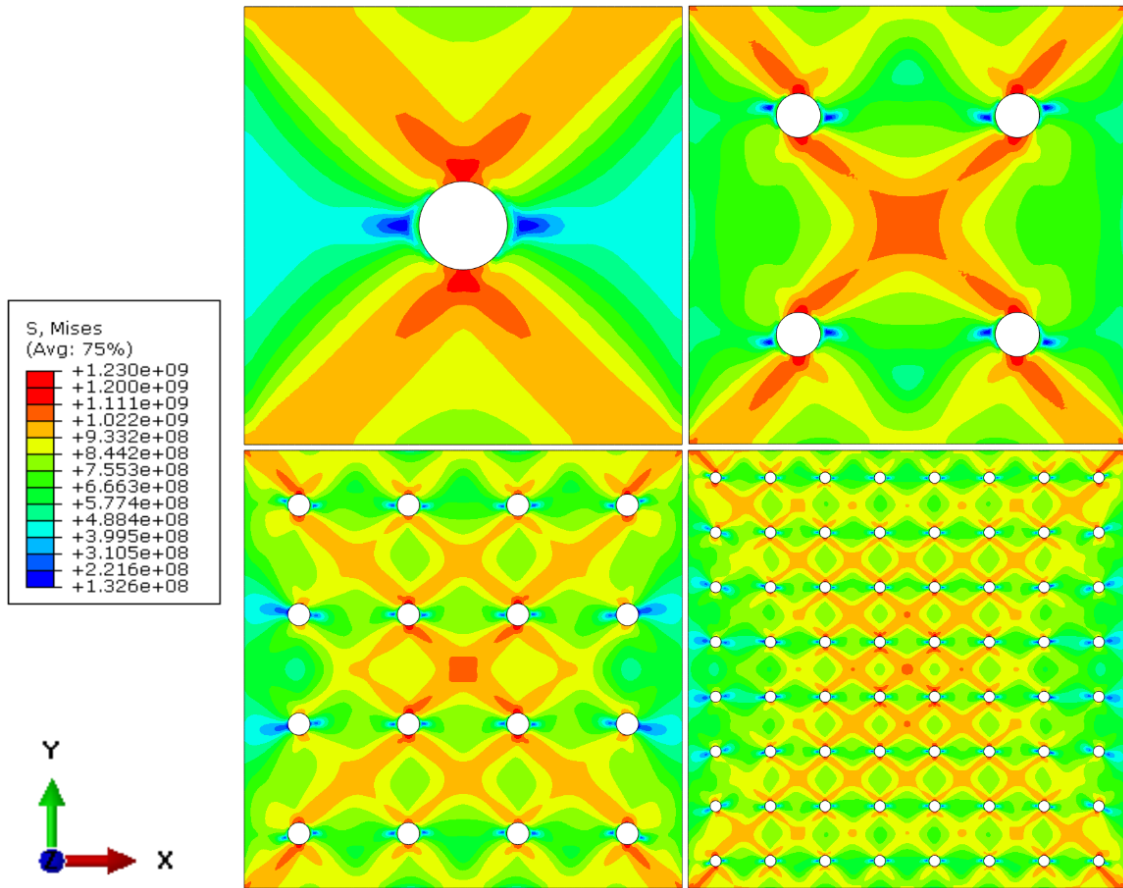 S, Mises
(Avg: 75%)
+1.230e+09
+1.200e+09
+1.111e+09
+1.022e+09
+9.332e+08
+8.442e+08
+7.553e+08
+6.663e+08
+5.774e+08
+4.884e+08
+3.995e+08
+3.105e+08
+2.216e+08
+1.326e+08
Y
Z
X